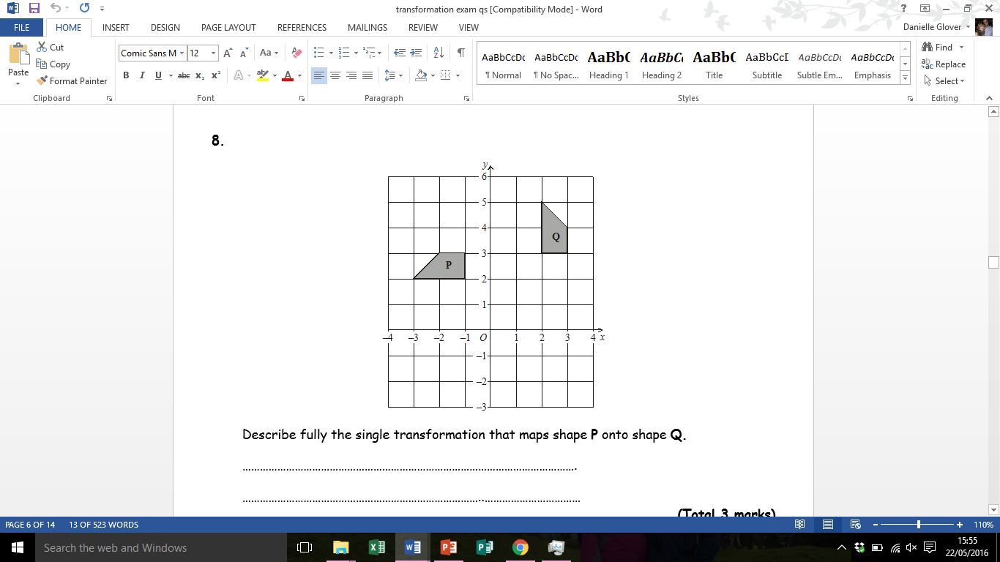 transformation exam qs [Compatibility Mode] - Word
?
FILE HOME INSERT DESIGN PAGE LAYOUT REFERENCES MAILINGS REVIEW VIEW
Danielle Glover
Paste
Cut
Copy
Format Painter
Clipboard
Comic Sans M 12
Aa
B I U abc x₂ x²
A ab A
Font
A Z
¶
Paragraph
AaBbCcDc AaBbCcDc AaBbC AaBbCc AaBbC AaBbCcI AaBbCcDc AaBbCcDc
¶ Normal ¶ No Spac... Heading 1 Heading 2 Title Subtitle Subtle Em... Emphasis
Styles
Find
Replace
Select
Editing
8.
y
6
5
4
3
2
1
–4 –3 –2 –1 O 1 2 3 4 x
–1
–2
–3
P
Q
Describe fully the single transformation that maps shape P onto shape Q.
……………………………………………………………………………………………….
………………………………………………………………………..……………………………
(Total 3 marks)
PAGE 6 OF 14 13 OF 523 WORDS
110%
Search the web and Windows
15:55
22/05/2016